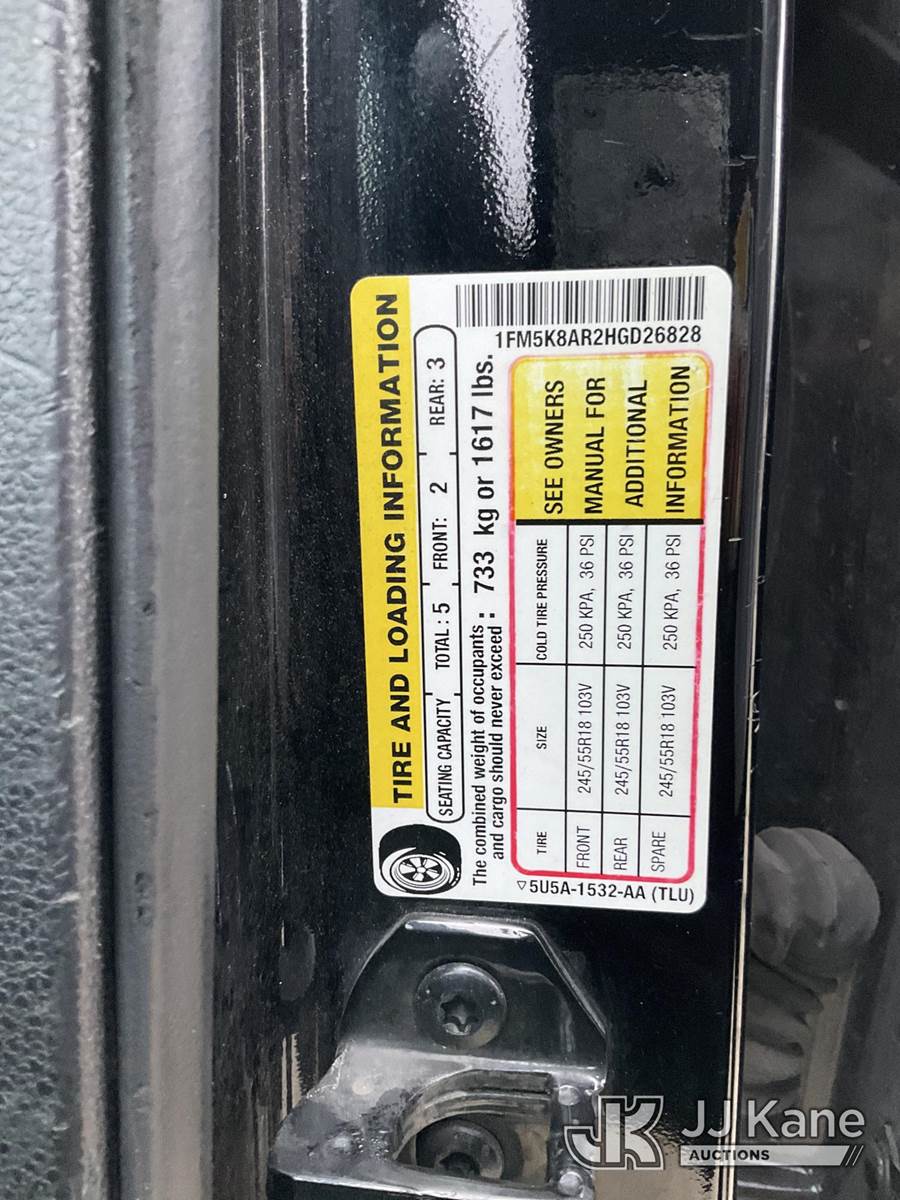 TIRE AND LOADING INFORMATION
SEATING CAPACITY TOTAL : 5 FRONT: 2 REAR: 3
The combined weight of occupants
and cargo should never exceed : 733 kg or 1617 lbs.
TIRE SIZE COLD TIRE PRESSURE
FRONT 245/55R18 103V 250 KPA, 36 PSI
REAR 245/55R18 103V 250 KPA, 36 PSI
SPARE 245/55R18 103V 250 KPA, 36 PSI
SEE OWNERS
MANUAL FOR
ADDITIONAL
INFORMATION
▽5U5A-1532-AA (TLU)
1FM5K8AR2HGD26828
JK JJ Kane
AUCTIONS